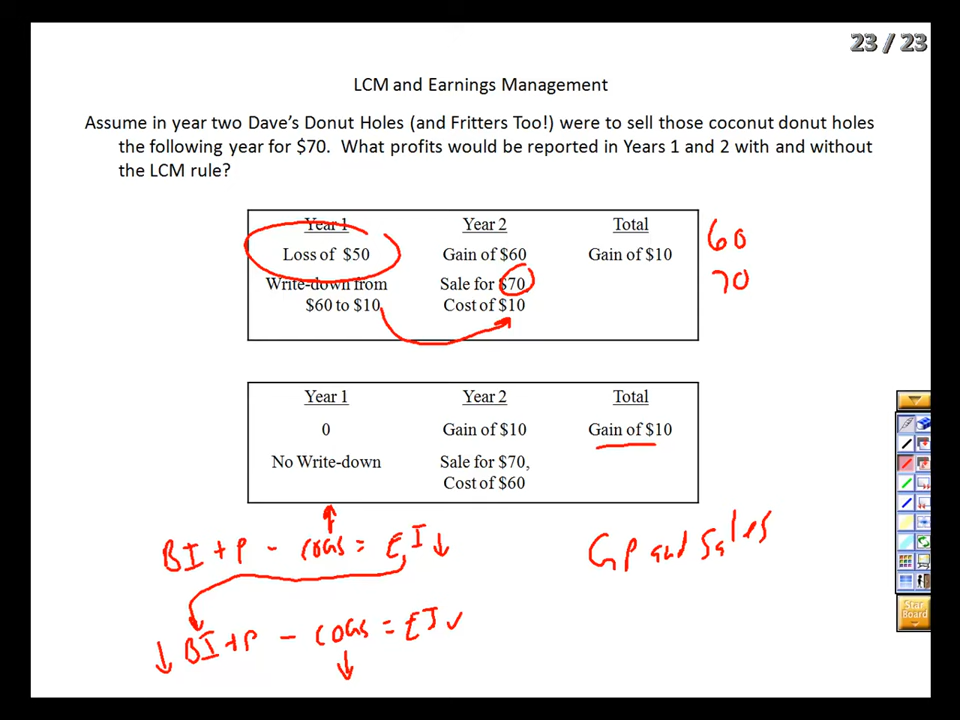 23 / 23
LCM and Earnings Management
Assume in year two Dave's Donut Holes (and Fritters Too!) were to sell those coconut donut holes
the following year for $70. What profits would be reported in Years 1 and 2 with and without
the LCM rule?
Year 1 Year 2 Total
60
Loss of $50 Gain of $60 Gain of $10
70
Write-down from Sale for $70,
$60 to $10 Cost of $10
Year 1 Year 2 Total
0 Gain of $10 Gain of $10
No Write-down Sale for $70,
Cost of $60
BI + P - COGS = EI ↓
GP and Sales
↓ BI + P - COGS = EI ✓
Star
Board